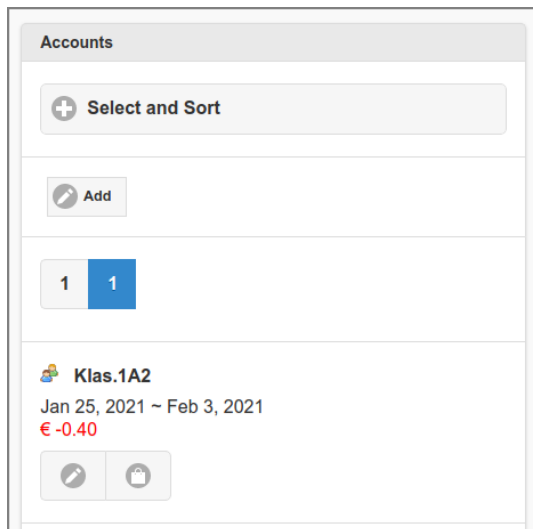 Accounts
Select and Sort
Add
1 1
Klas.1A2
Jan 25, 2021 ~ Feb 3, 2021
€ -0.40